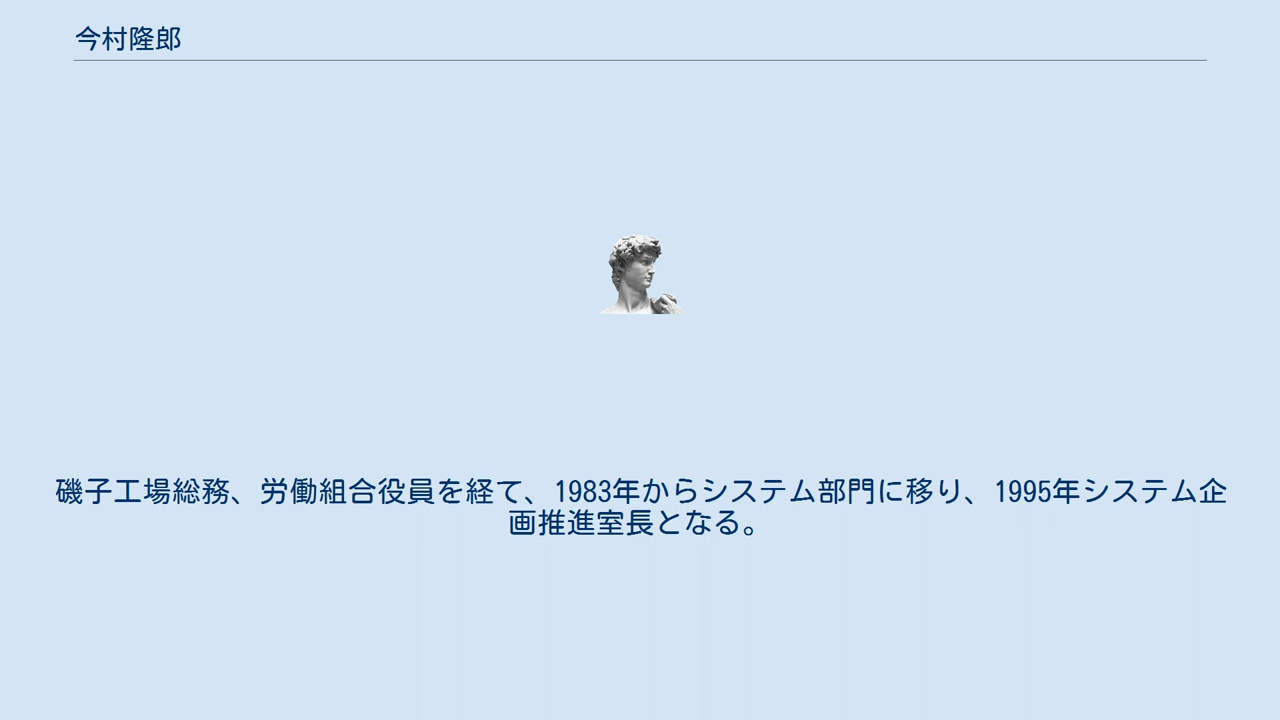 今村隆郎
磯子工場総務、労働組合役員を経て、1983年からシステム部門に移り、1995年システム企
画推進室長となる。